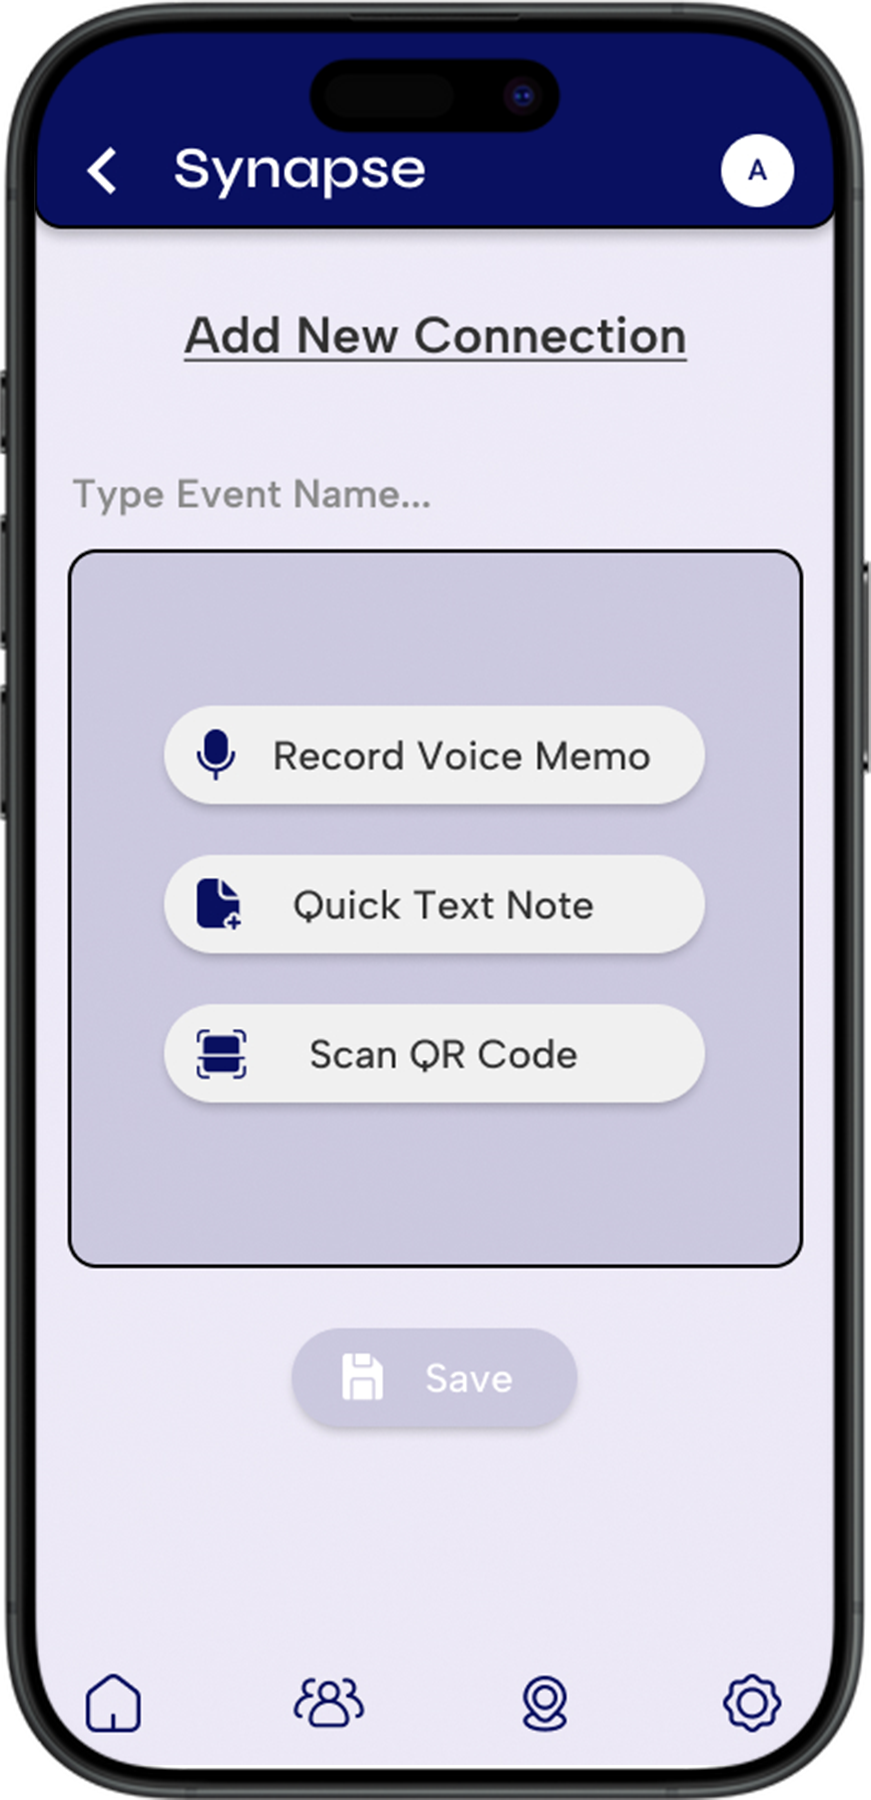 Synapse
A
Add New Connection
Type Event Name...
Record Voice Memo
Quick Text Note
Scan QR Code
Save